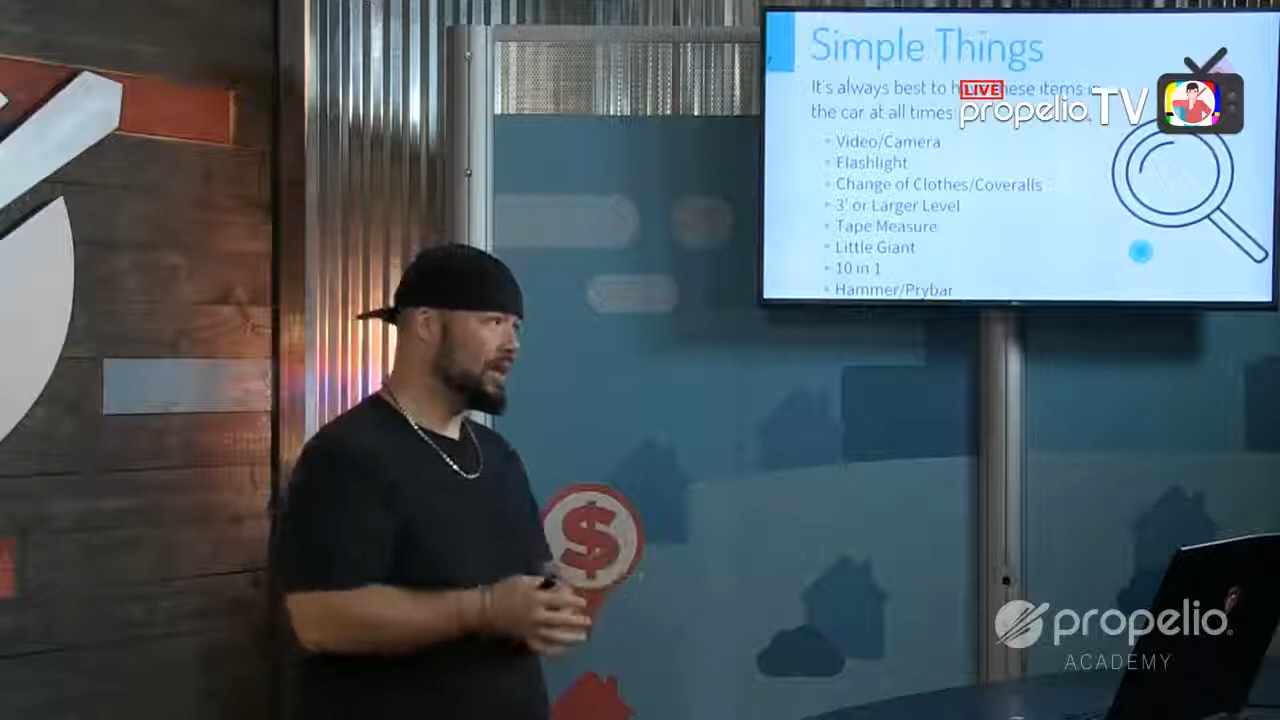 Simple Things
It's always best to h
these items i
the car at all times
LIVE
propelio TV
Video/Camera
Flashlight
Change of Clothes/Coveralls
3' or Larger Level
Tape Measure
Little Giant
10 in 1
Hammer/Prybar
$
propelio
ACADEMY